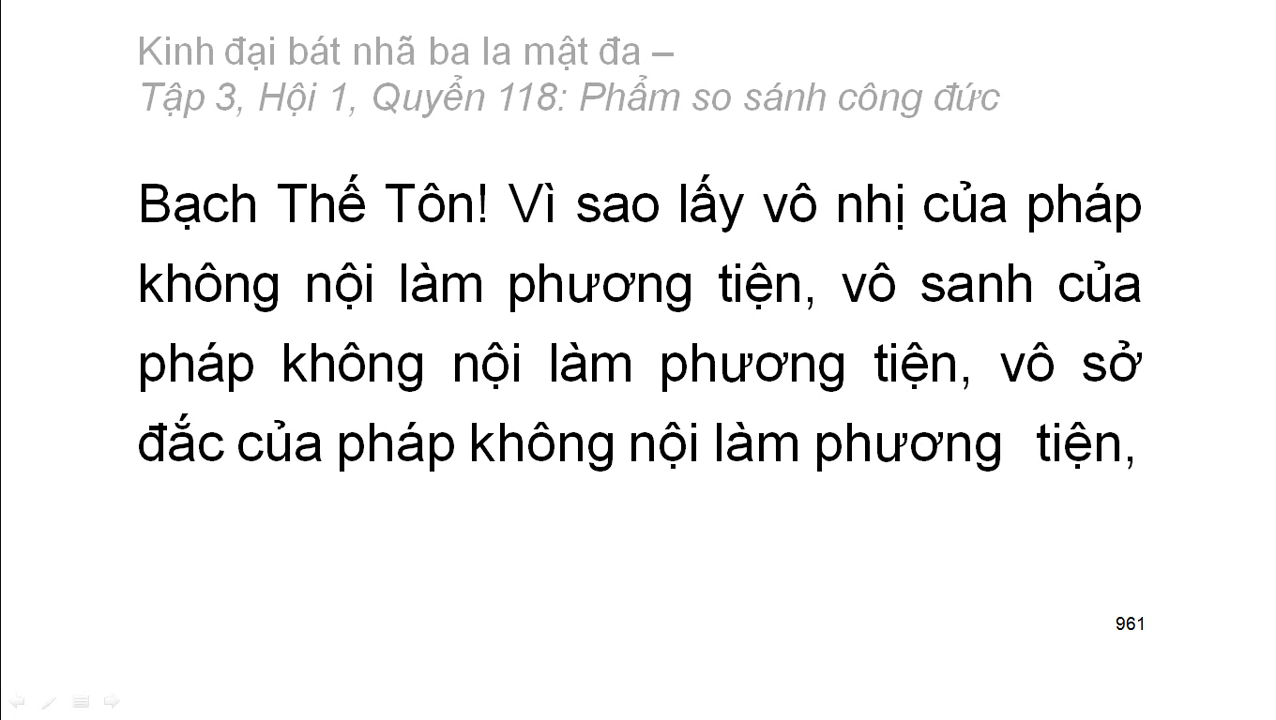 Kinh đại bát nhã ba la mật đa –
Tập 3, Hội 1, Quyển 118: Phẩm so sánh công đức
Bạch Thế Tôn! Vì sao lấy vô nhị của pháp
không nội làm phương tiện, vô sanh của
pháp không nội làm phương tiện, vô sở
đắc của pháp không nội làm phương tiện,
961